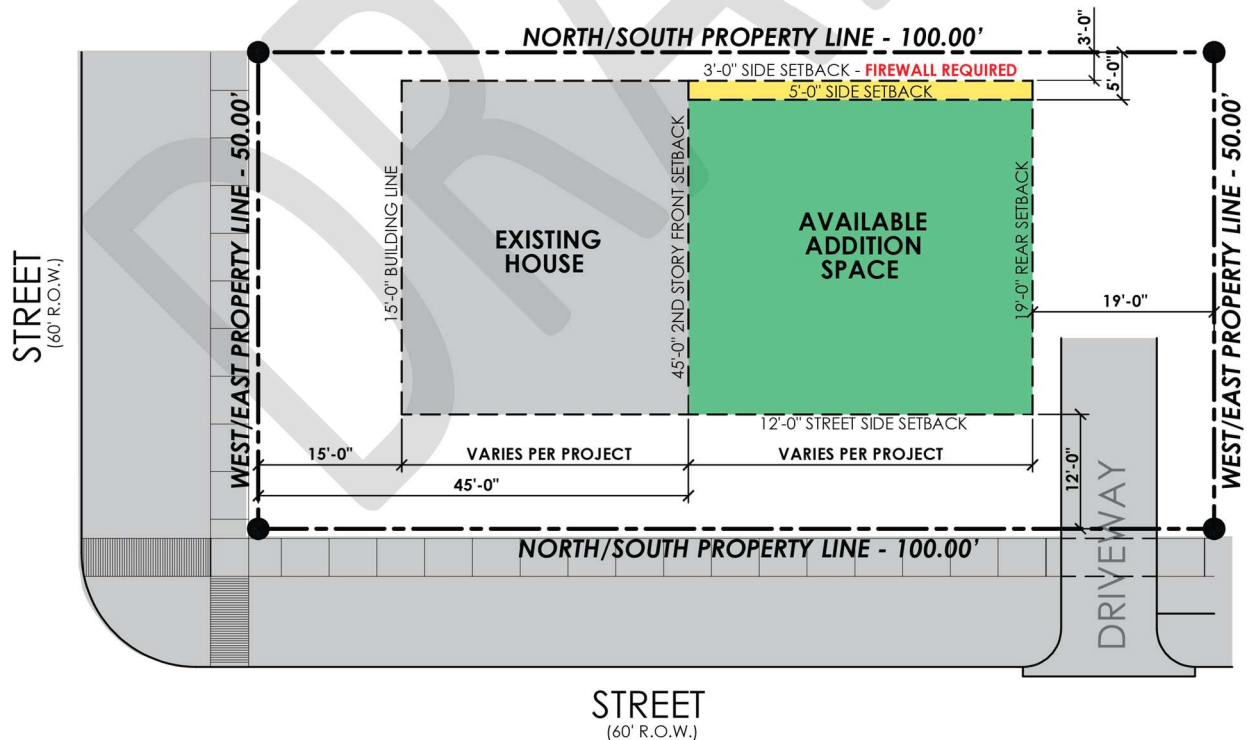 NORTH/SOUTH PROPERTY LINE - 100.00'
3'-0"
3'-0" SIDE SETBACK - FIREWALL REQUIRED
5'-0" SIDE SETBACK
5'-0"
WEST/EAST PROPERTY LINE - 50.00'
15'-0" BUILDING LINE
EXISTING
HOUSE
45'-0" 2ND STORY FRONT SETBACK
AVAILABLE
ADDITION
SPACE
19'-0" REAR SETBACK
19'-0"
WEST/EAST PROPERTY LINE - 50.00'
STREET
(60' R.O.W.)
12'-0" STREET SIDE SETBACK
15'-0"
VARIES PER PROJECT
VARIES PER PROJECT
45'-0"
12'-0"
DRIVEWAY
NORTH/SOUTH PROPERTY LINE - 100.00'
STREET
(60' R.O.W.)